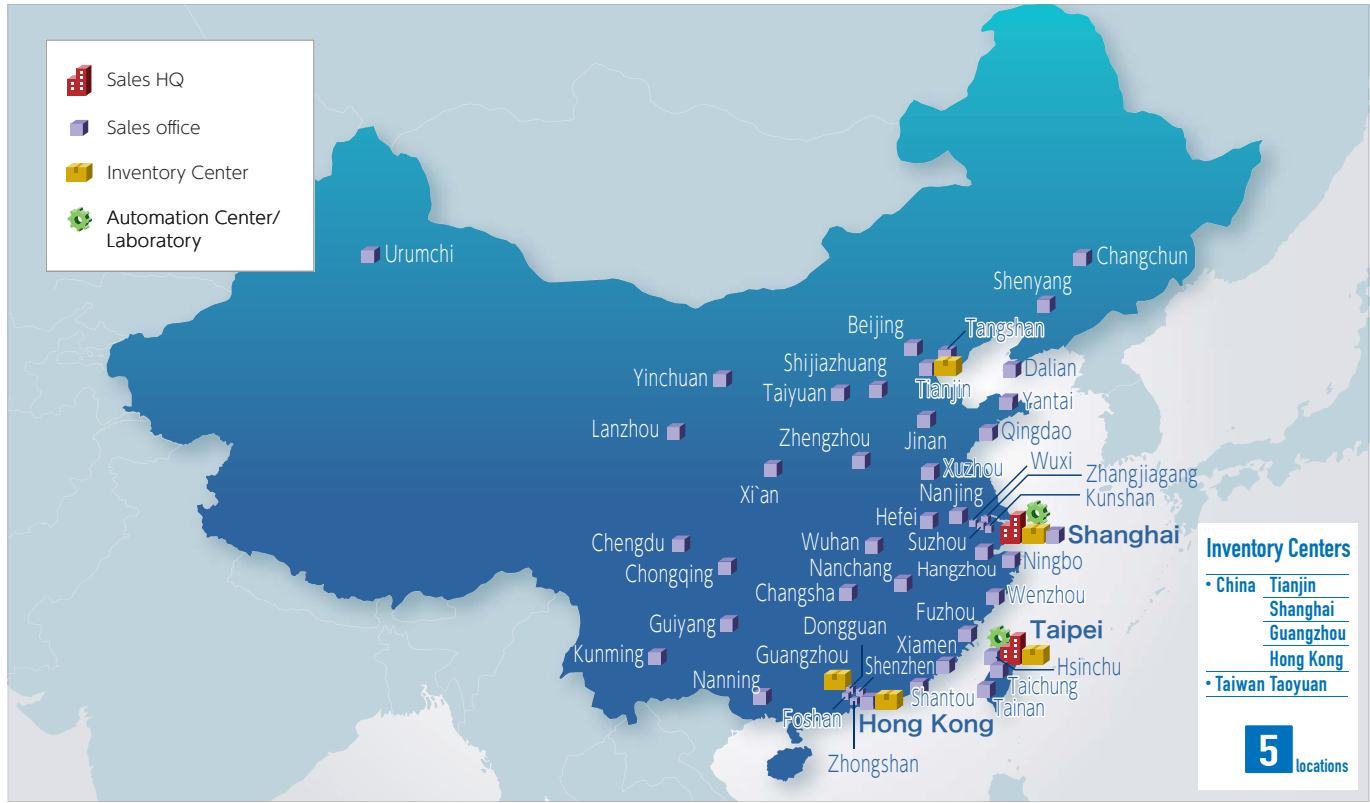 Sales HQ
Sales office
Inventory Center
Automation Center/
Laboratory
Urumchi
Changchun
Shenyang
Beijing
Tangshan
Shijiazhuang
Dalian
Yinchuan
Taiyuan
Tianjin
Yantai
Lanzhou
Zhengzhou
Jinan
Qingdao
Xi`an
Xuzhou
Wuxi
Zhangjiagang
Nanjing
Kunshan
Hefei
Shanghai
Chengdu
Wuhan
Suzhou
Chongqing
Nanchang
Hangzhou
Ningbo
Changsha
Wenzhou
Guiyang
Dongguan
Fuzhou
Taipei
Kunming
Guangzhou
Xiamen
Shenzhen
Hsinchu
Nanning
Taichung
Shantou
Tainan
Foshan
Hong Kong
Zhongshan
Inventory Centers
• China Tianjin
Shanghai
Guangzhou
Hong Kong
• Taiwan Taoyuan
5 locations